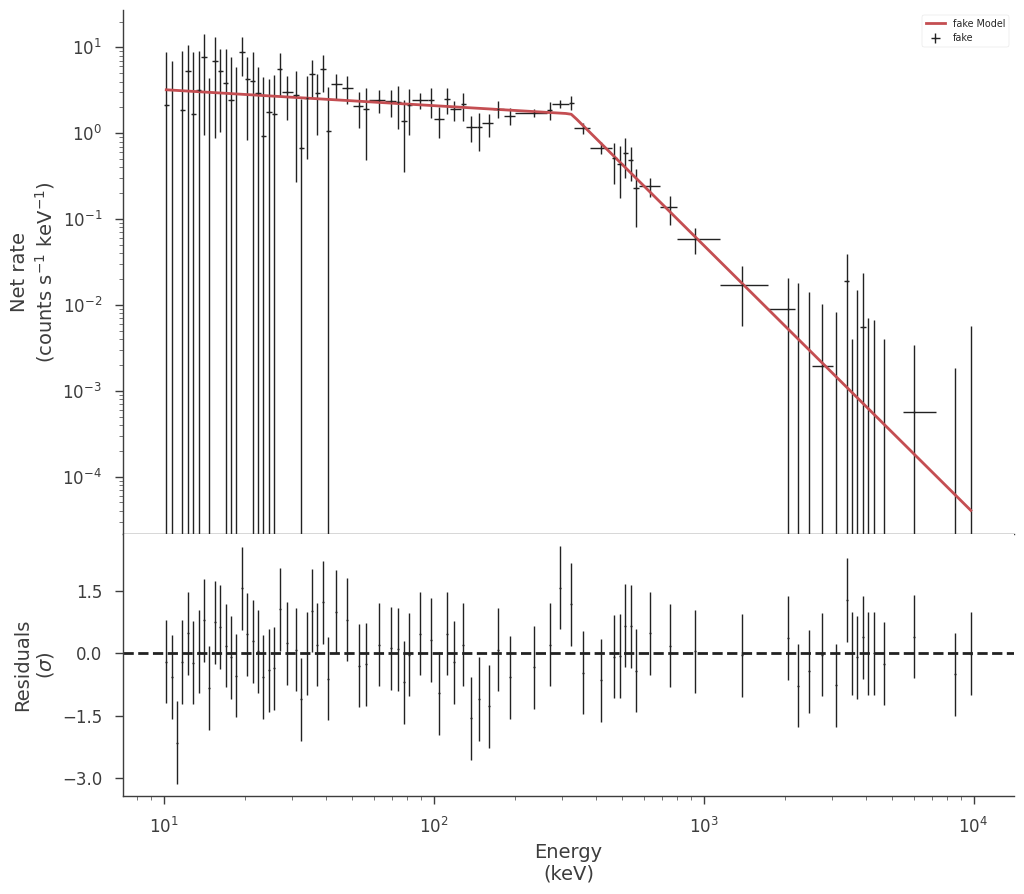 fake Model
fake
Net rate
(counts s⁻¹ keV⁻¹)
10¹
10⁰
10⁻¹
10⁻²
10⁻³
10⁻⁴
Residuals
(σ)
1.5
0.0
−1.5
−3.0
10¹ 10² 10³ 10⁴
Energy
(keV)